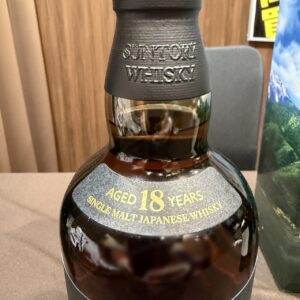 SUNTORY
WHISKY
AGED 18 YEARS
SINGLE MALT JAPANESE WHISKY